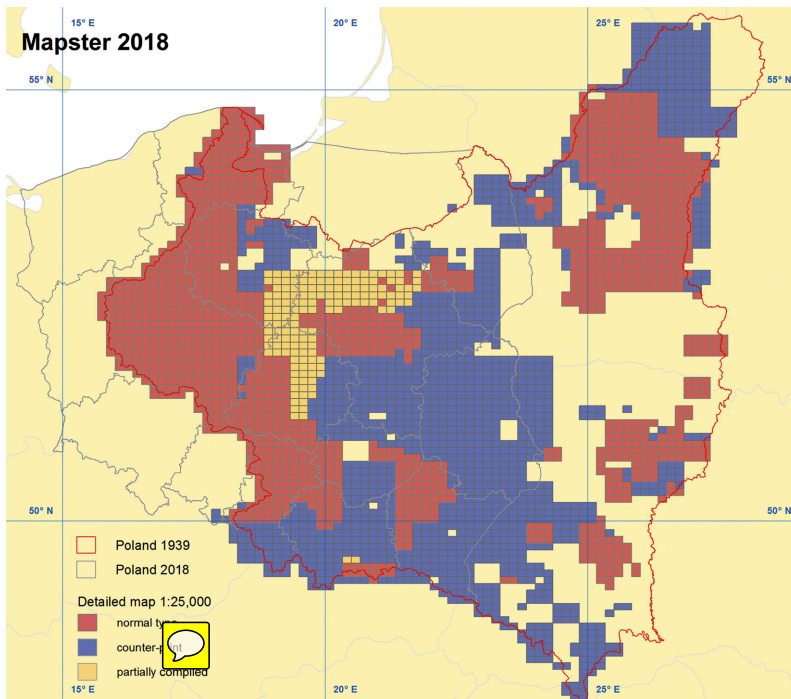 15° E
20° E
25° E
Mapster 2018
55° N
55° N
50° N
50° N
Poland 1939
Poland 2018
Detailed map 1:25,000
normal
partially compiled
15° E
20° E
25° E